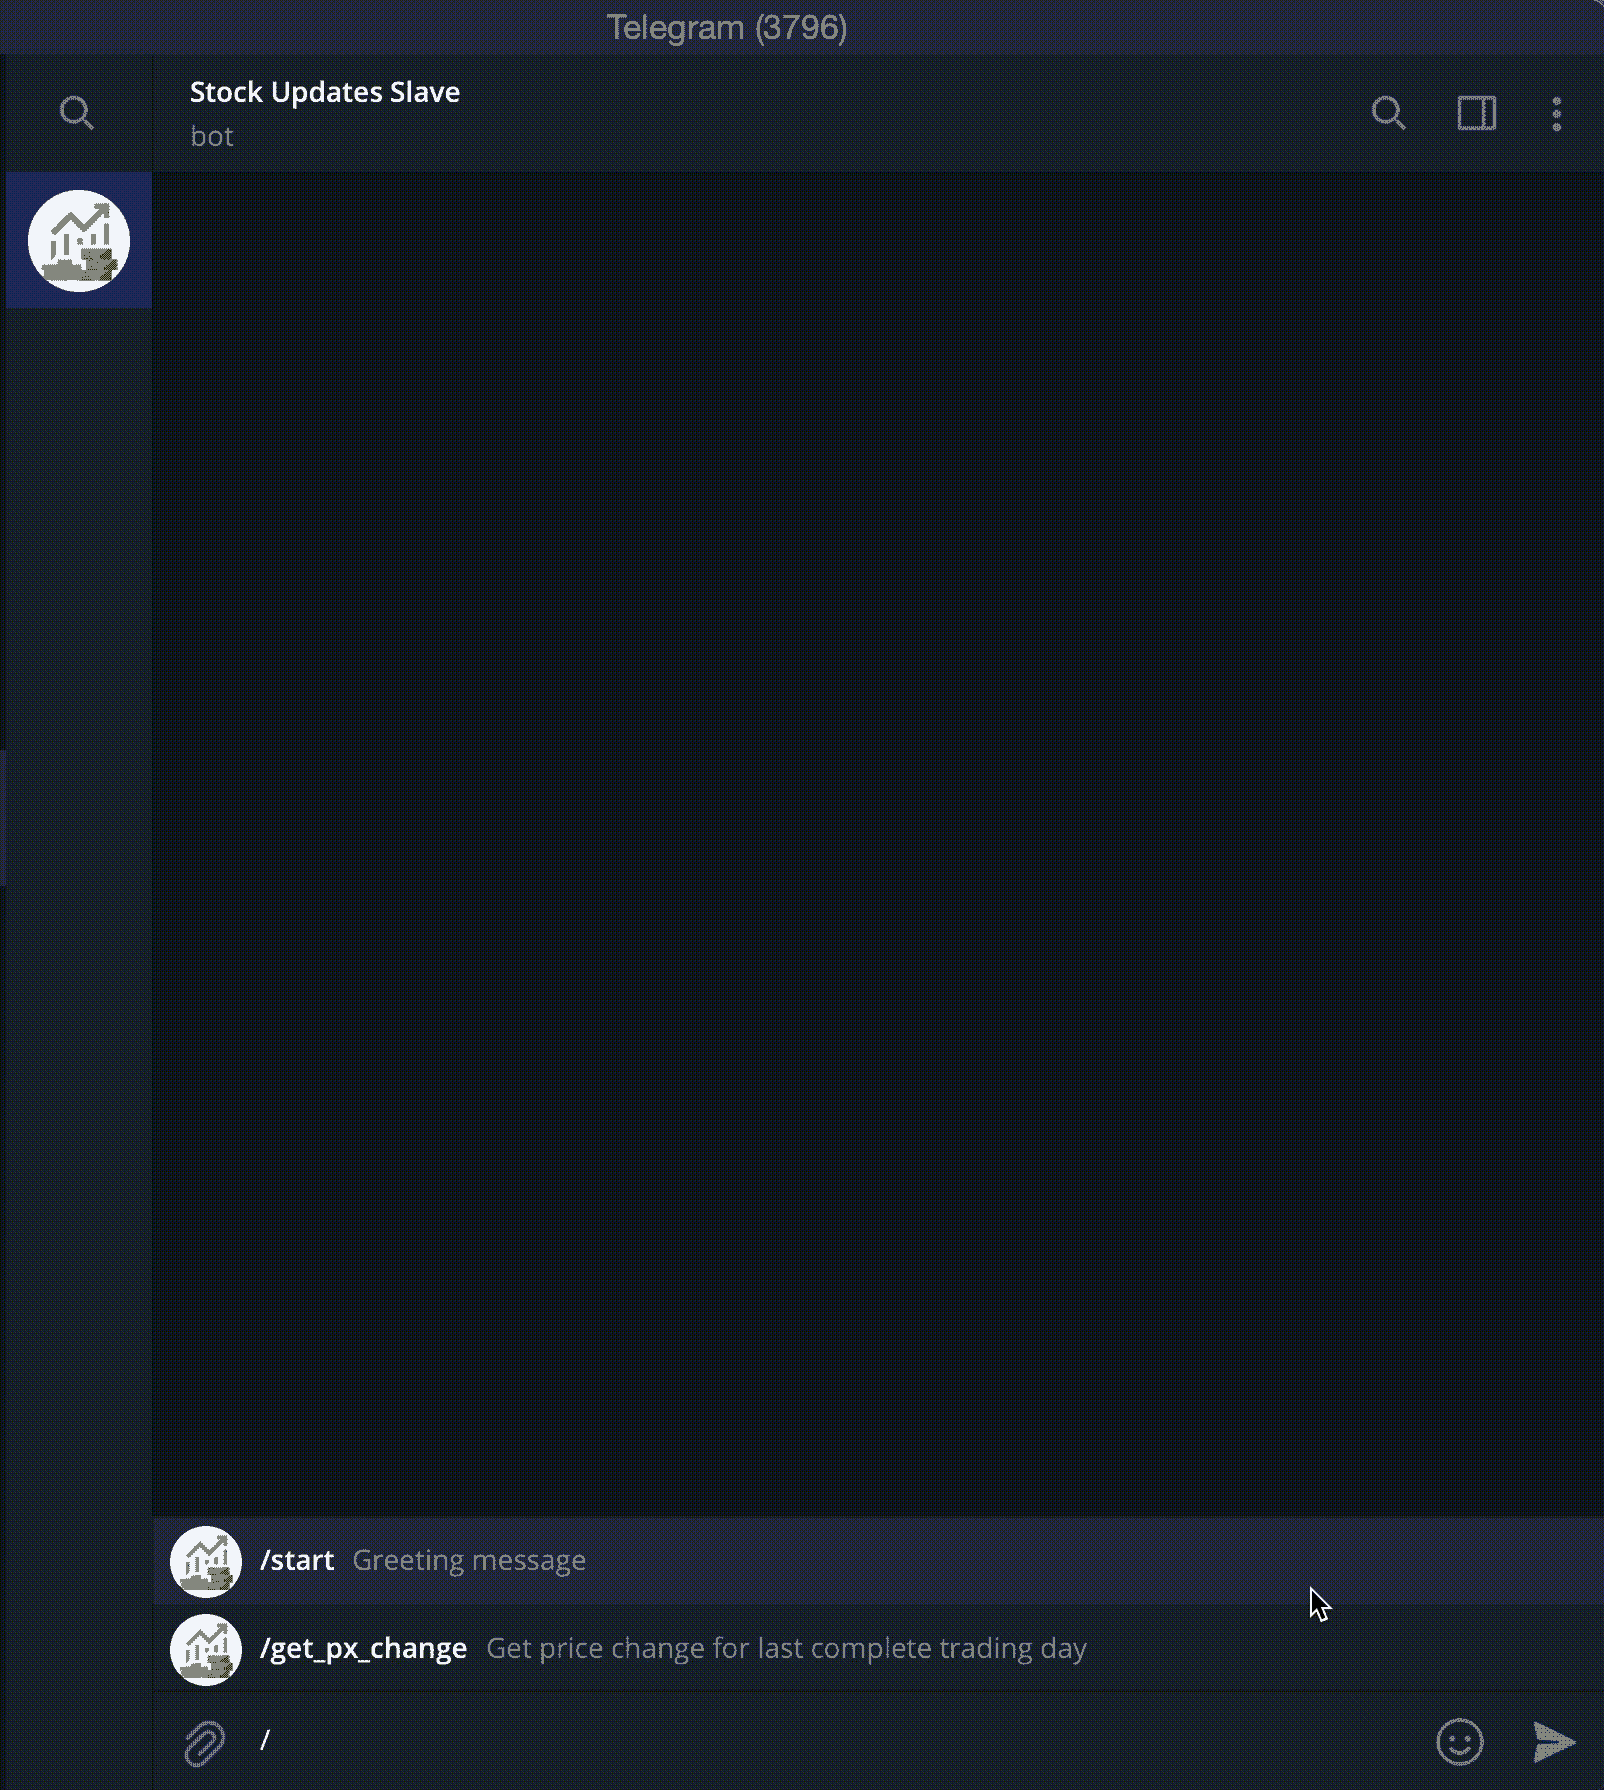 Telegram (3796)
Stock Updates Slave
bot
/start Greeting message
/get_px_change Get price change for last complete trading day
/